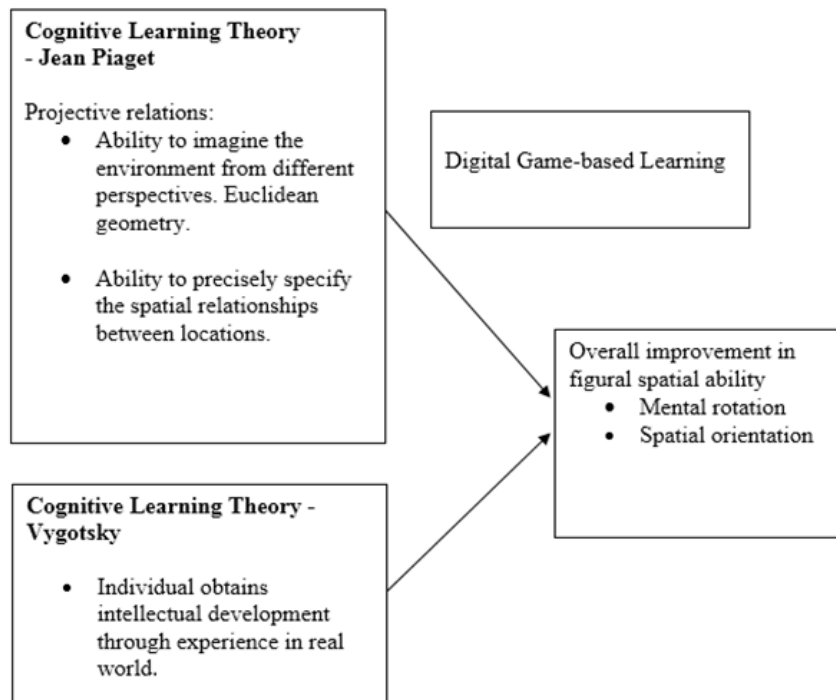 Cognitive Learning Theory
- Jean Piaget
Projective relations:
• Ability to imagine the
environment from different
perspectives. Euclidean
geometry.
• Ability to precisely specify
the spatial relationships
between locations.
Digital Game-based Learning
Overall improvement in
figural spatial ability
• Mental rotation
• Spatial orientation
Cognitive Learning Theory -
Vygotsky
• Individual obtains
intellectual development
through experience in real
world.